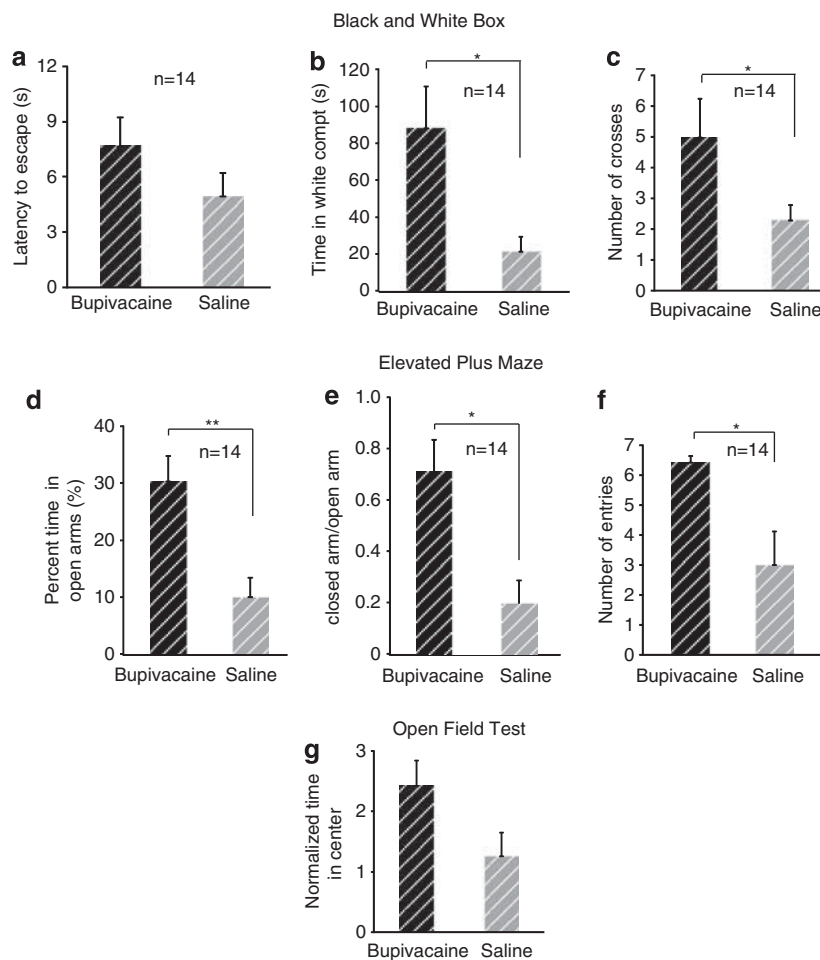 Black and White Box
a
Latency to escape (s)
12
9
6
3
0
n=14
Bupivacaine Saline
b
Time in white compt (s)
120
100
80
60
40
20
0
*
n=14
Bupivacaine Saline
c
Number of crosses
7
6
5
4
3
2
1
0
*
n=14
Bupivacaine Saline
Elevated Plus Maze
d
Percent time in
open arms (%)
40
30
20
10
0
**
n=14
Bupivacaine Saline
e
closed arm/open arm
1.0
0.8
0.6
0.4
0.2
0
*
n=14
Bupivacaine Saline
f
Number of entries
7
6
5
4
3
2
1
0
*
n=14
Bupivacaine Saline
Open Field Test
g
Normalized time
in center
3
2
1
0
Bupivacaine Saline